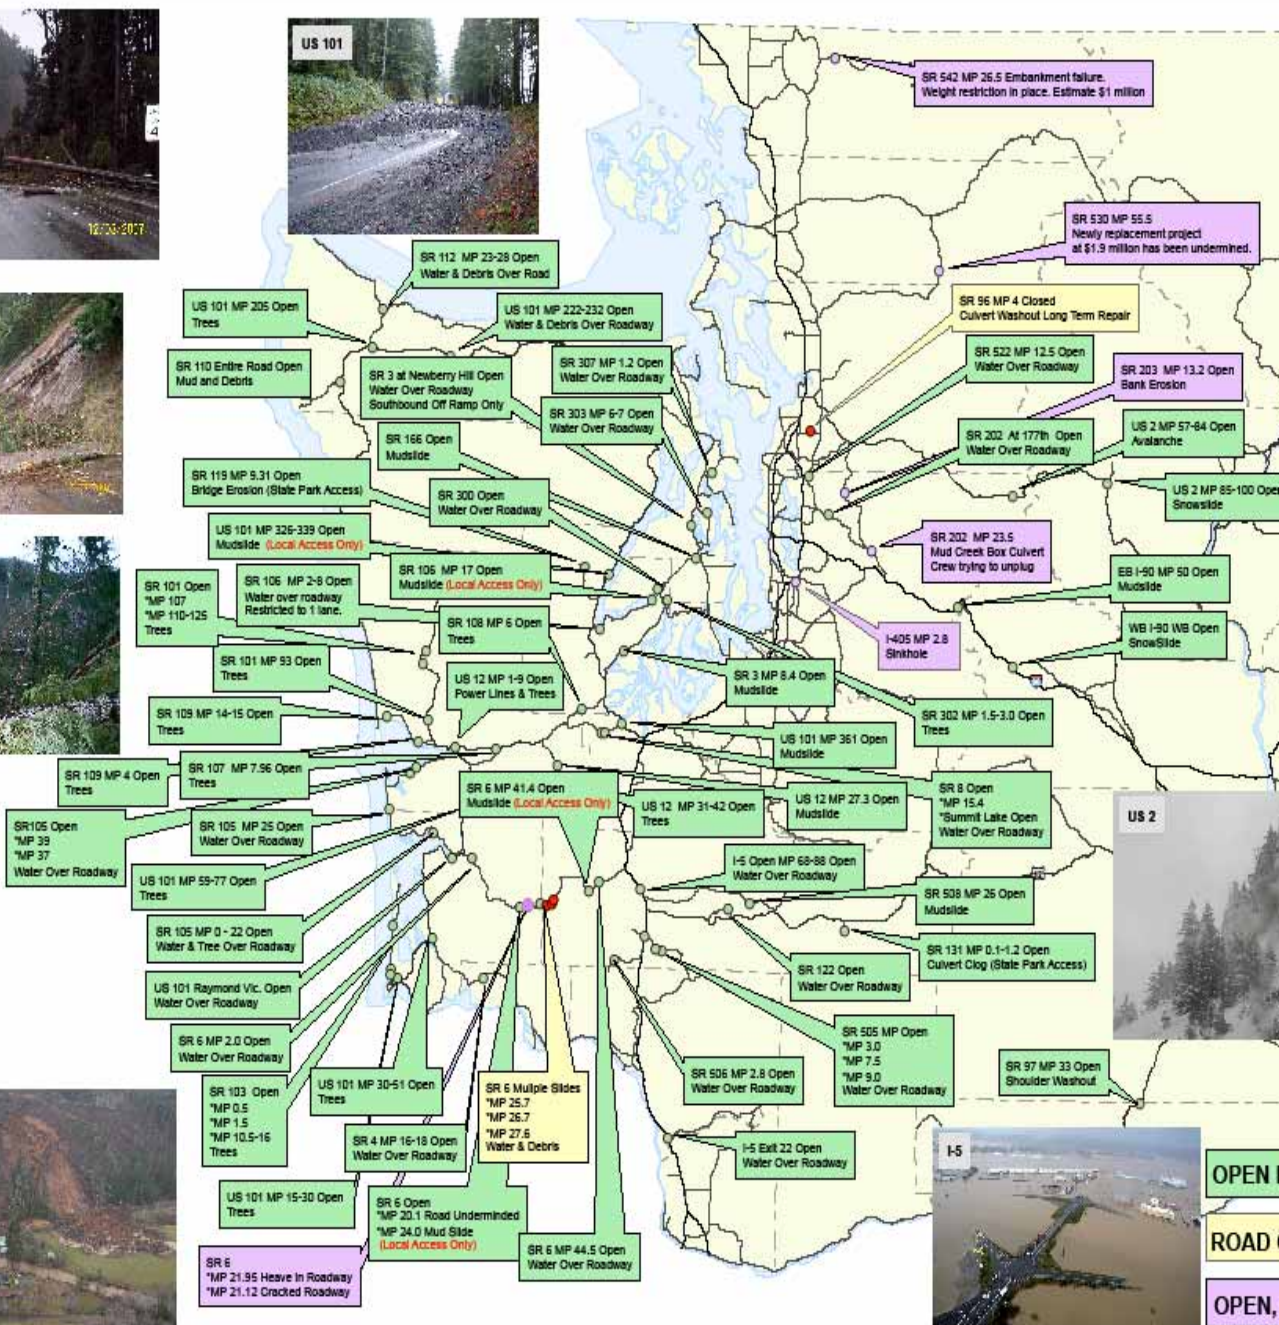 US 101
SR 542 MP 26.5 Embankment failure.
Weight restriction in place. Estimate $1 million
12/03/2007
SR 530 MP 55.5
Newly replacement project
at $1.9 million has been undermined.
SR 112 MP 23-28 Open
Water & Debris Over Road
US 101 MP 205 Open
Trees
US 101 MP 222-232 Open
Water & Debris Over Roadway
SR 96 MP 4 Closed
Culvert Washout Long Term Repair
SR 110 Entire Road Open
Mud and Debris
SR 3 at Newberry Hill Open
Water Over Roadway
Southbound Off Ramp Only
SR 307 MP 1.2 Open
Water Over Roadway
SR 522 MP 12.5 Open
Water Over Roadway
SR 203 MP 13.2 Open
Bank Erosion
SR 303 MP 6-7 Open
Water Over Roadway
SR 166 Open
Mudslide
SR 202 At 177th Open
Water Over Roadway
US 2 MP 57-84 Open
Avalanche
SR 119 MP 9.31 Open
Bridge Erosion (State Park Access)
SR 300 Open
Water Over Roadway
US 2 MP 85-100 Open
Snowslide
US 101 MP 326-339 Open
Mudslide (Local Access Only)
SR 202 MP 23.5
Mud Creek Box Culvert
Crew trying to unplug
SR 106 MP 17 Open
Mudslide (Local Access Only)
EB I-90 MP 50 Open
Mudslide
SR 101 Open
*MP 107
*MP 110-125
Trees
SR 106 MP 2-8 Open
Water over roadway
Restricted to 1 lane.
SR 108 MP 6 Open
Trees
I-405 MP 2.8
Sinkhole
WB I-90 WB Open
SnowSlide
SR 101 MP 93 Open
Trees
US 12 MP 1-9 Open
Power Lines & Trees
SR 3 MP 8.4 Open
Mudslide
SR 109 MP 14-15 Open
Trees
SR 302 MP 1.5-3.0 Open
Trees
US 101 MP 361 Open
Mudslide
SR 109 MP 4 Open
Trees
SR 107 MP 7.96 Open
Trees
SR 6 MP 41.4 Open
Mudslide (Local Access Only)
US 12 MP 31-42 Open
Trees
US 12 MP 27.3 Open
Mudslide
SR 8 Open
*MP 15.4
*Summit Lake Open
Water Over Roadway
US 2
SR105 Open
*MP 39
*MP 37
Water Over Roadway
SR 105 MP 25 Open
Water Over Roadway
I-5 Open MP 68-88 Open
Water Over Roadway
US 101 MP 59-77 Open
Trees
SR 508 MP 26 Open
Mudslide
SR 105 MP 0 - 22 Open
Water & Tree Over Roadway
SR 131 MP 0.1-1.2 Open
Culvert Clog (State Park Access)
SR 122 Open
Water Over Roadway
US 101 Raymond Vic. Open
Water Over Roadway
SR 6 MP 2.0 Open
Water Over Roadway
SR 505 MP Open
*MP 3.0
*MP 7.5
*MP 9.0
Water Over Roadway
SR 506 MP 2.8 Open
Water Over Roadway
SR 97 MP 33 Open
Shoulder Washout
SR 103 Open
*MP 0.5
*MP 1.5
*MP 10.5-16
Trees
US 101 MP 30-51 Open
Trees
SR 6 Muliple Slides
*MP 25.7
*MP 26.7
*MP 27.6
Water & Debris
SR 4 MP 16-18 Open
Water Over Roadway
I-5 Exit 22 Open
Water Over Roadway
I-5
US 101 MP 15-30 Open
Trees
SR 6 Open
*MP 20.1 Road Underminded
*MP 24.0 Mud Slide
(Local Access Only)
SR 6 MP 44.5 Open
Water Over Roadway
SR 6
*MP 21.95 Heave in Roadway
*MP 21.12 Cracked Roadway
OPEN
ROAD
OPEN,